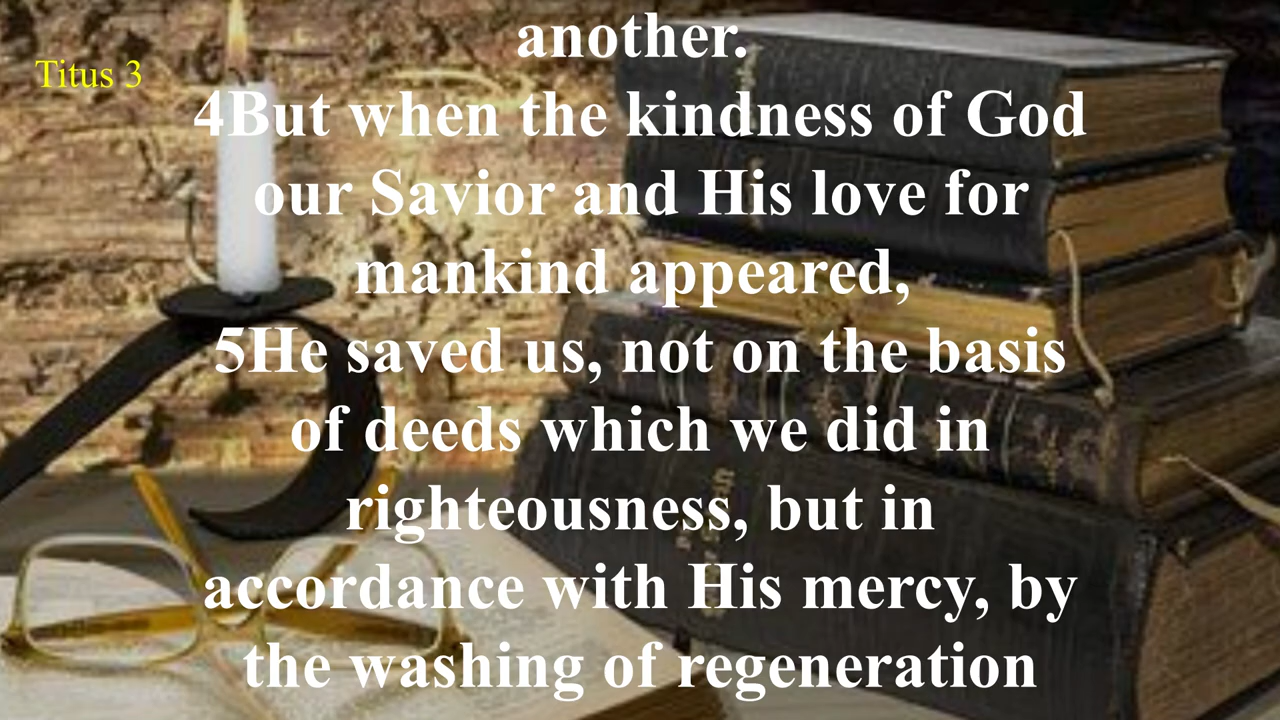 another.
Titus 3
4But when the kindness of God
our Savior and His love for
mankind appeared,
5He saved us, not on the basis
of deeds which we did in
righteousness, but in
accordance with His mercy, by
the washing of regeneration